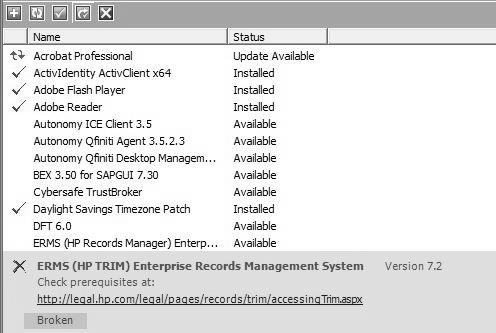 Name Status
Acrobat Professional Update Available
ActivIdentity ActivClient x64 Installed
Adobe Flash Player Installed
Adobe Reader Installed
Autonomy ICE Client 3.5 Available
Autonomy Qfiniti Agent 3.5.2.3 Available
Autonomy Qfiniti Desktop Managem... Available
BEX 3.50 for SAPGUI 7.30 Available
Cybersafe TrustBroker Available
Daylight Savings Timezone Patch Installed
DFT 6.0 Available
ERMS (HP Records Manager) Enterp... Available
ERMS (HP TRIM) Enterprise Records Management System Version 7.2
Check prerequisites at:
http://legal.hp.com/legal/pages/records/trim/accessingTrim.aspx
Broken